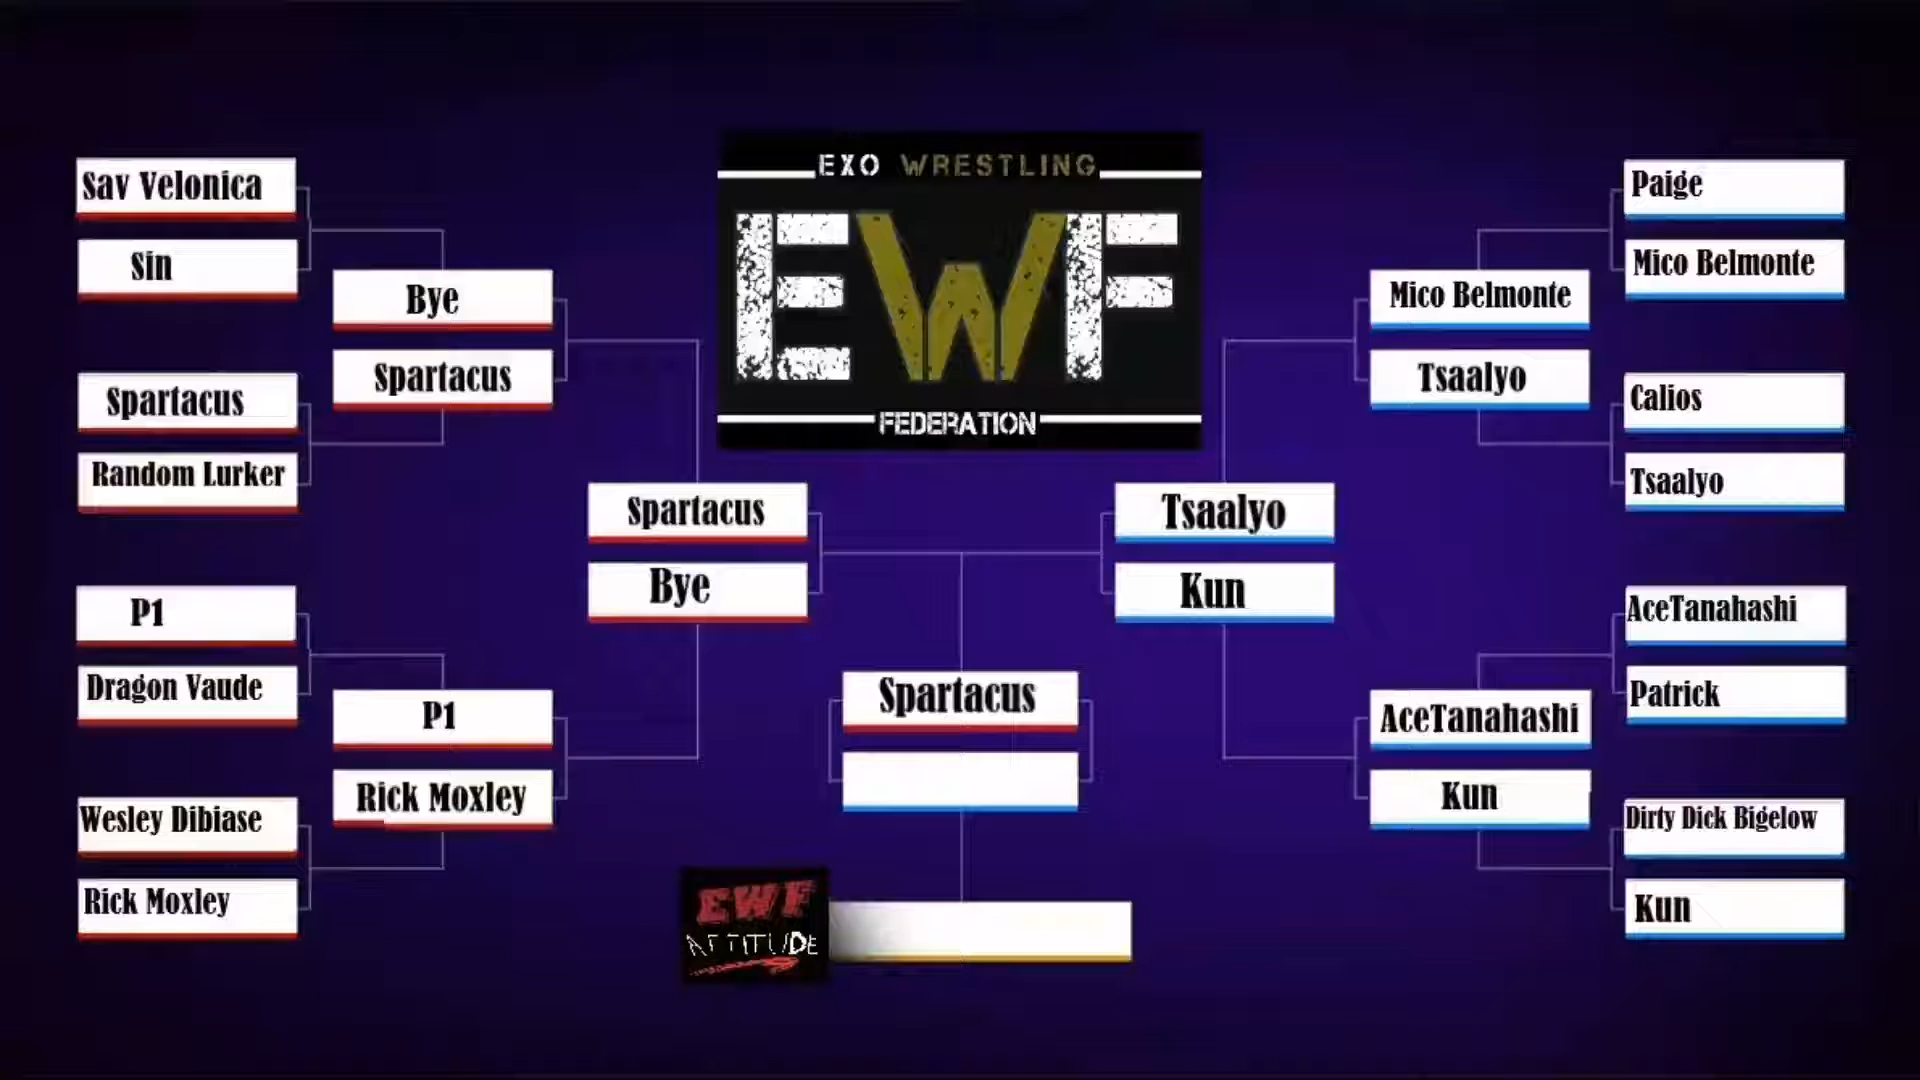 EXO WRESTLING
EWF
FEDERATION
Sav Velonica
Sin
Spartacus
Random Lurker
P1
Dragon Vaude
Wesley Dibiase
Rick Moxley
Bye
Spartacus
P1
Rick Moxley
Spartacus
Bye
Spartacus
Tsaalyo
Kun
Mico Belmonte
Tsaalyo
AceTanahashi
Kun
Paige
Mico Belmonte
Calios
Tsaalyo
AceTanahashi
Patrick
Dirty Dick Bigelow
Kun
EWF
ATTITUDE